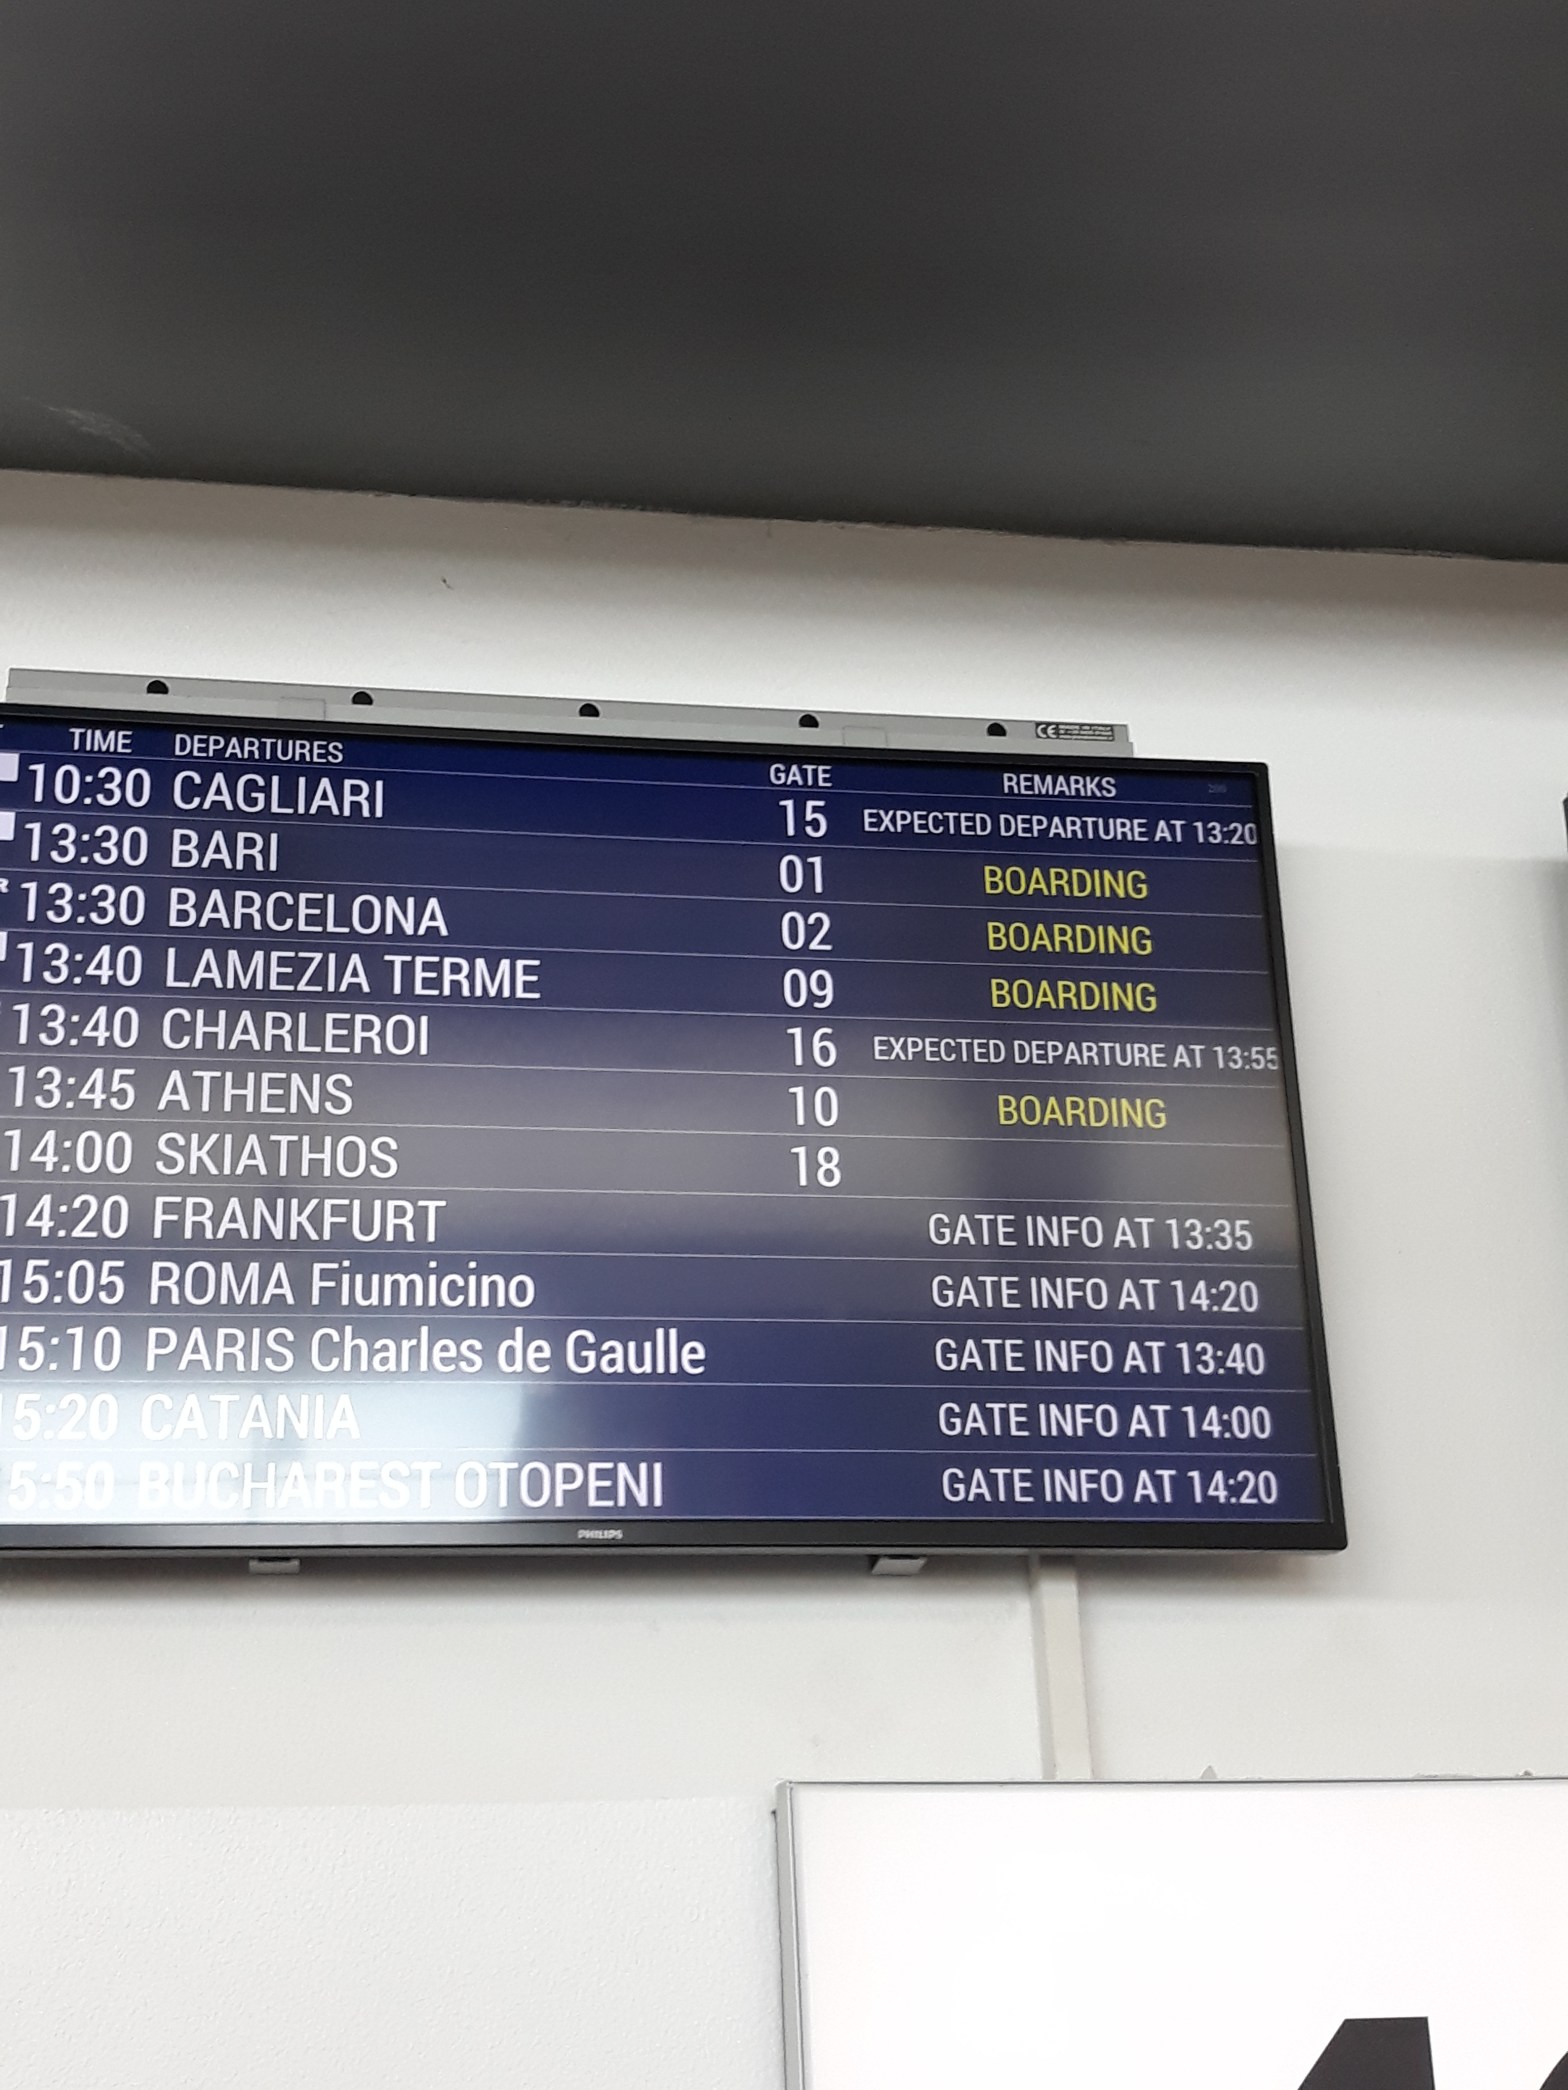 TIME DEPARTURES GATE REMARKS
10:30 CAGLIARI 15 EXPECTED DEPARTURE AT 13:20
13:30 BARI 01 BOARDING
13:30 BARCELONA 02 BOARDING
13:40 LAMEZIA TERME 09 BOARDING
13:40 CHARLEROI 16 EXPECTED DEPARTURE AT 13:55
13:45 ATHENS 10 BOARDING
14:00 SKIATHOS 18
14:20 FRANKFURT GATE INFO AT 13:35
15:05 ROMA Fiumicino GATE INFO AT 14:20
15:10 PARIS Charles de Gaulle GATE INFO AT 13:40
5:20 CATANIA GATE INFO AT 14:00
5:50 BUCHAREST OTOPENI GATE INFO AT 14:20
PHILIPS
CE